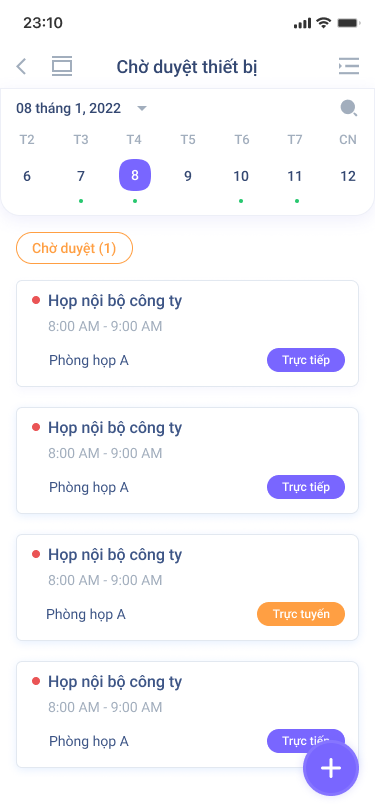 23:10
Chờ duyệt thiết bị
08 tháng 1, 2022
T2 T3 T4 T5 T6 T7 CN
6 7 8 9 10 11 12
Chờ duyệt (1)
Họp nội bộ công ty
8:00 AM - 9:00 AM
Phòng họp A Trực tiếp
Họp nội bộ công ty
8:00 AM - 9:00 AM
Phòng họp A Trực tiếp
Họp nội bộ công ty
8:00 AM - 9:00 AM
Phòng họp A Trực tuyến
Họp nội bộ công ty
8:00 AM - 9:00 AM
Phòng họp A Trực tiếp